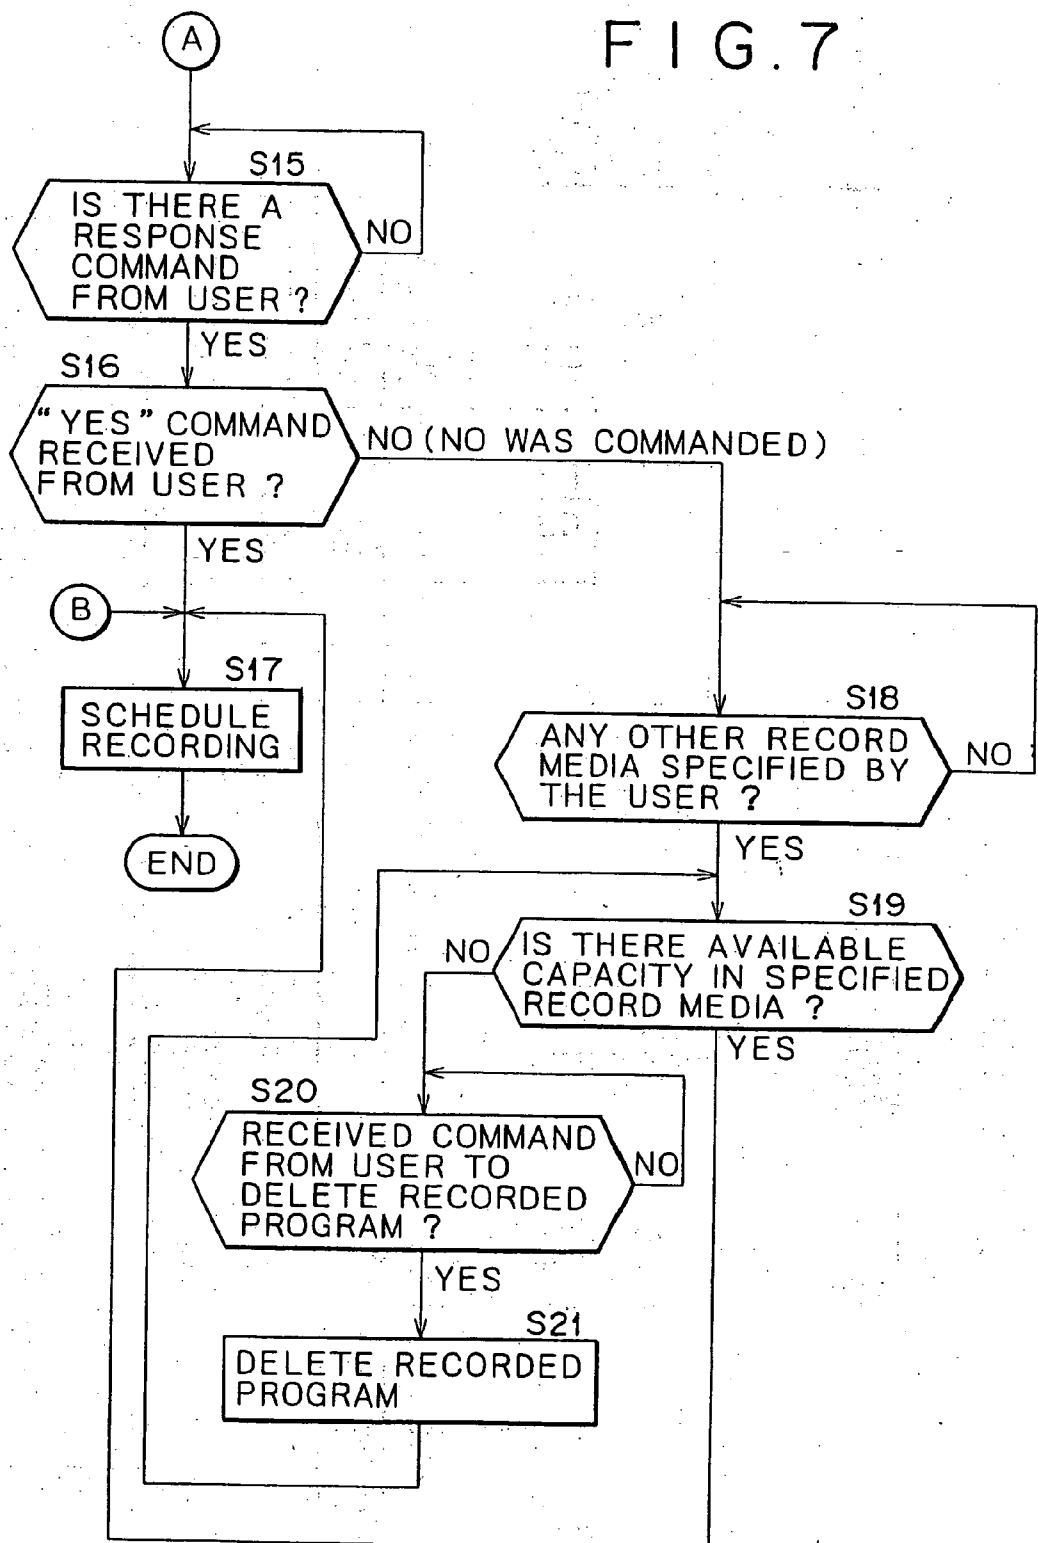 FIG.7
A
S15
IS THERE A
RESPONSE
COMMAND
FROM USER ?
NO
YES
S16
"YES" COMMAND
RECEIVED
FROM USER ?
NO (NO WAS COMMANDED)
YES
B
S17
SCHEDULE
RECORDING
END
S18
ANY OTHER RECORD
MEDIA SPECIFIED BY
THE USER ?
NO
YES
S19
IS THERE AVAILABLE
CAPACITY IN SPECIFIED
RECORD MEDIA ?
NO
YES
S20
RECEIVED COMMAND
FROM USER TO
DELETE RECORDED
PROGRAM ?
NO
YES
S21
DELETE RECORDED
PROGRAM